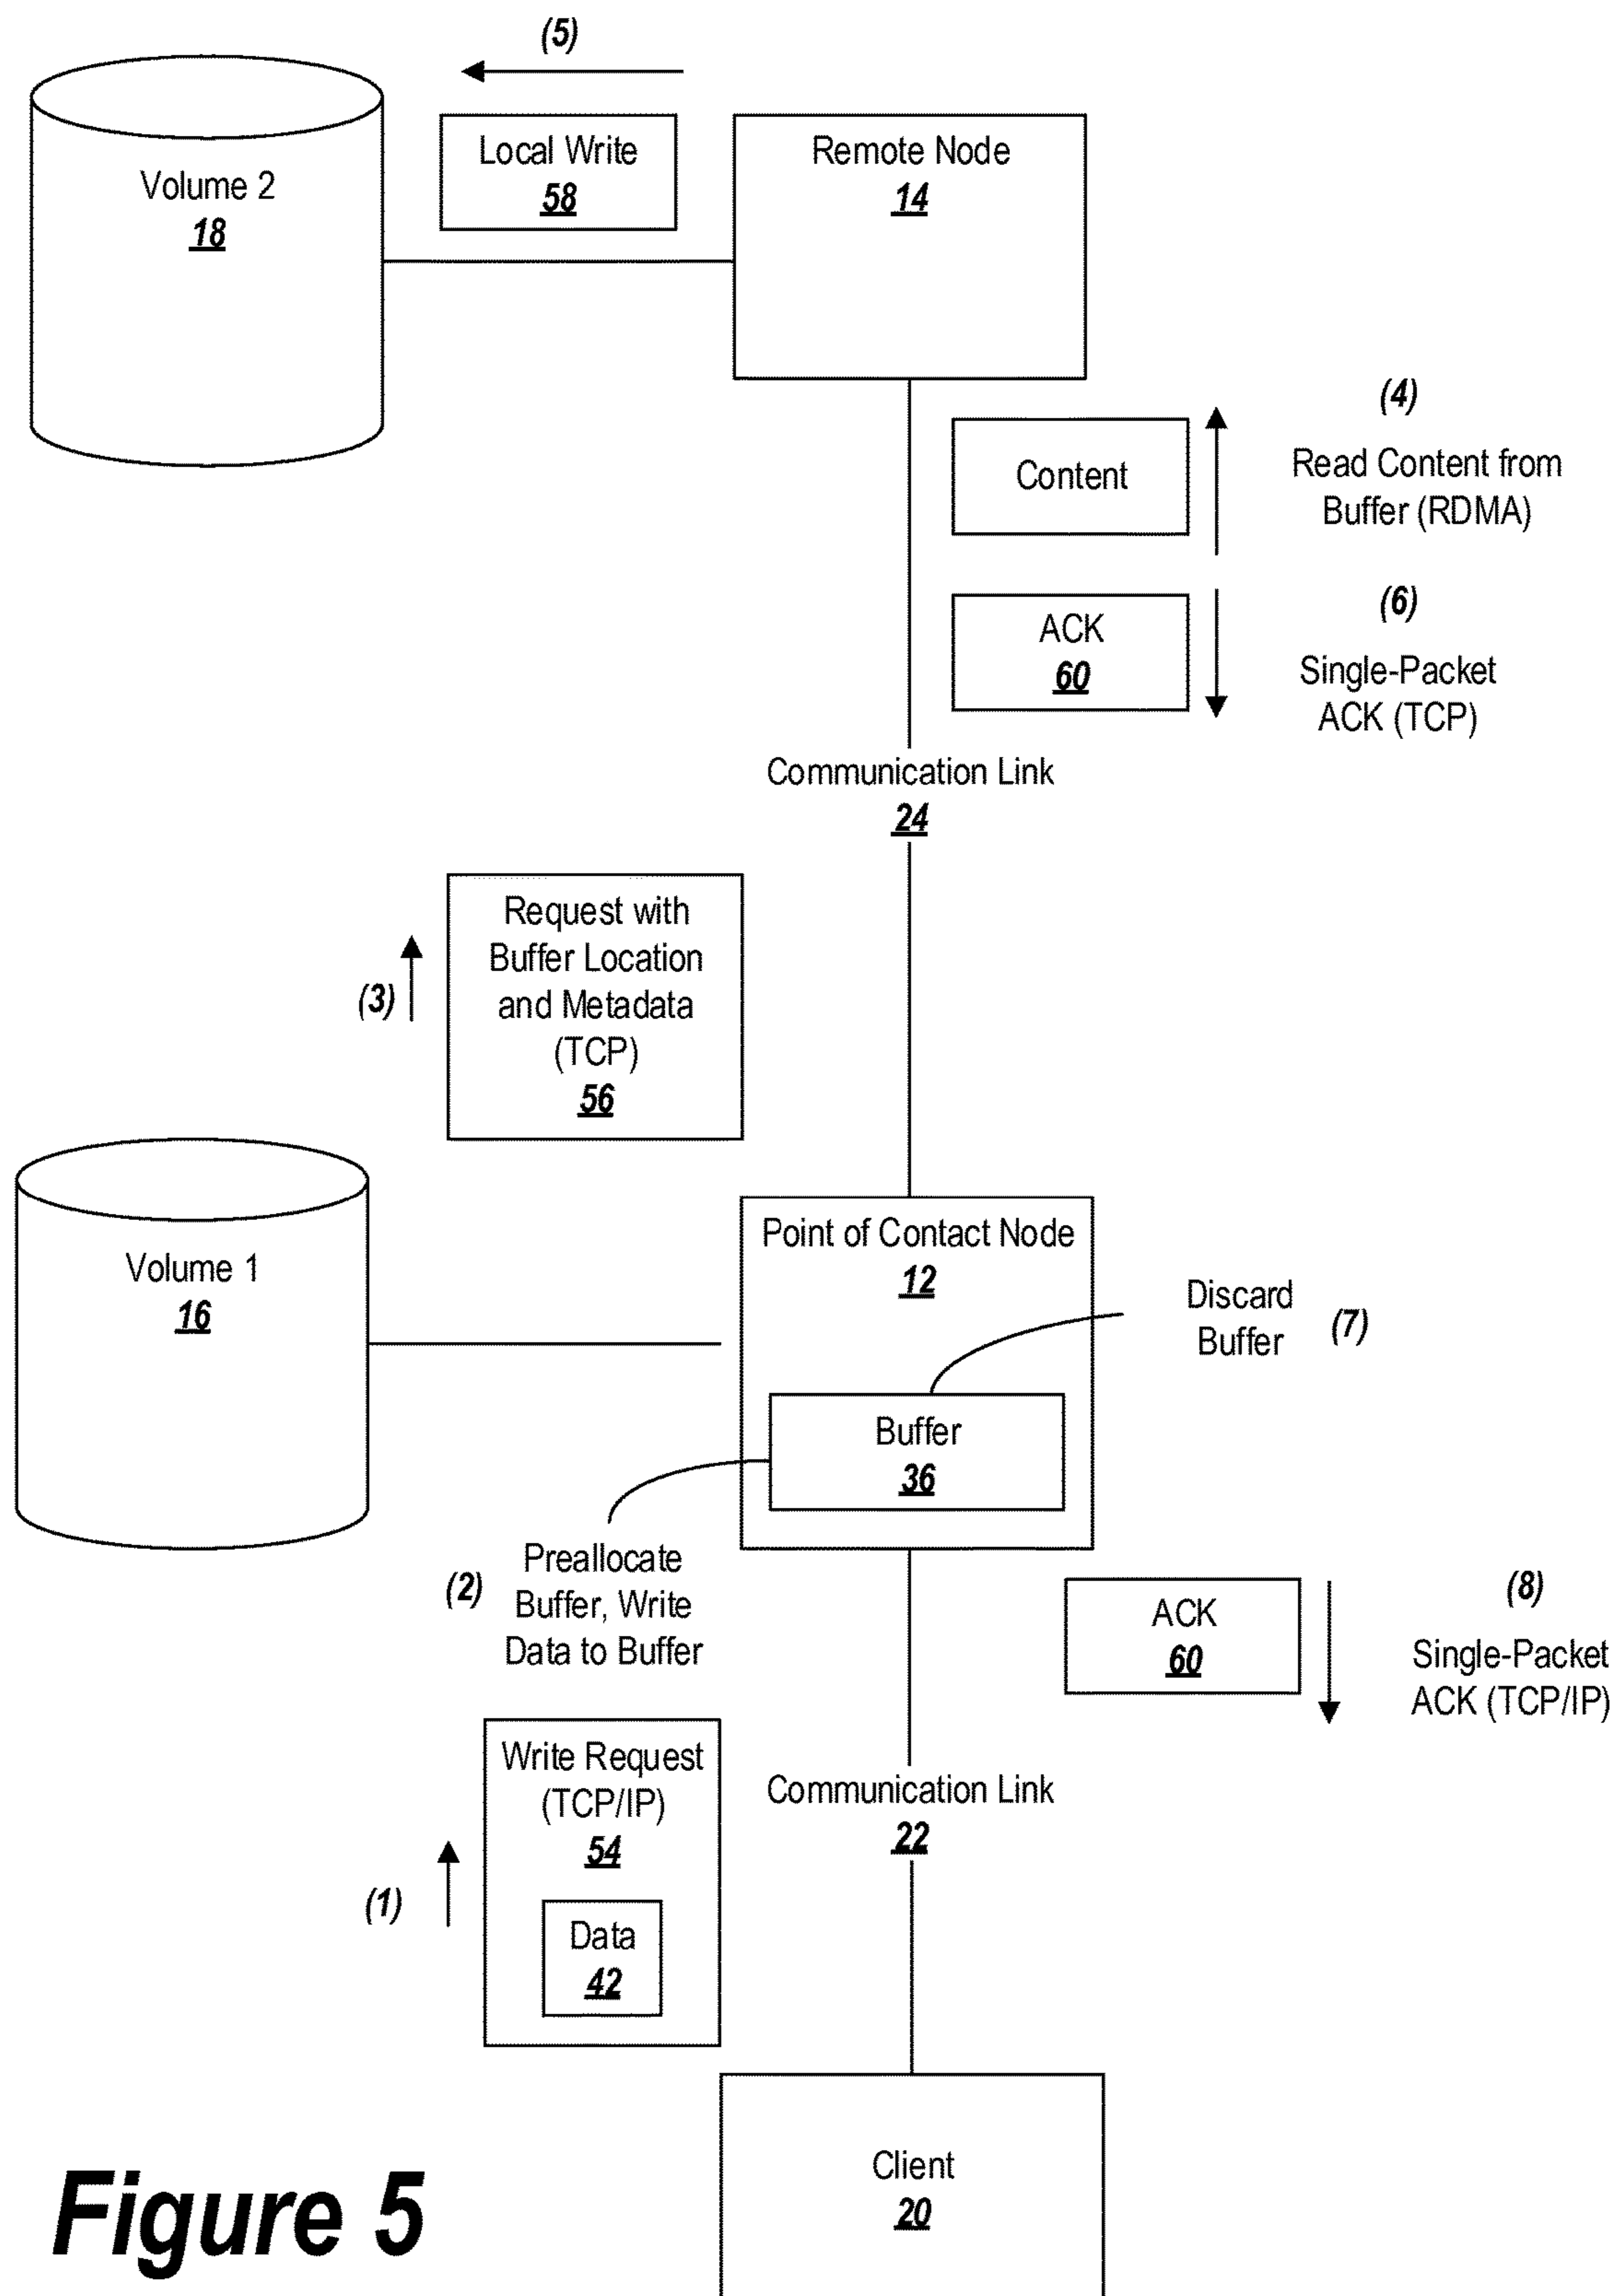 (5)
Local Write
58
Remote Node
14
Volume 2
18
(4)
Content
Read Content from
Buffer (RDMA)
ACK
60
(6)
Single-Packet
ACK (TCP)
Communication Link
24
(3)
Request with
Buffer Location
and Metadata
(TCP)
56
Volume 1
16
Point of Contact Node
12
Discard
Buffer
(7)
Buffer
36
(2)
Preallocate
Buffer, Write
Data to Buffer
ACK
60
(8)
Single-Packet
ACK (TCP/IP)
(1)
Write Request
(TCP/IP)
54
Data
42
Communication Link
22
Client
20
Figure 5